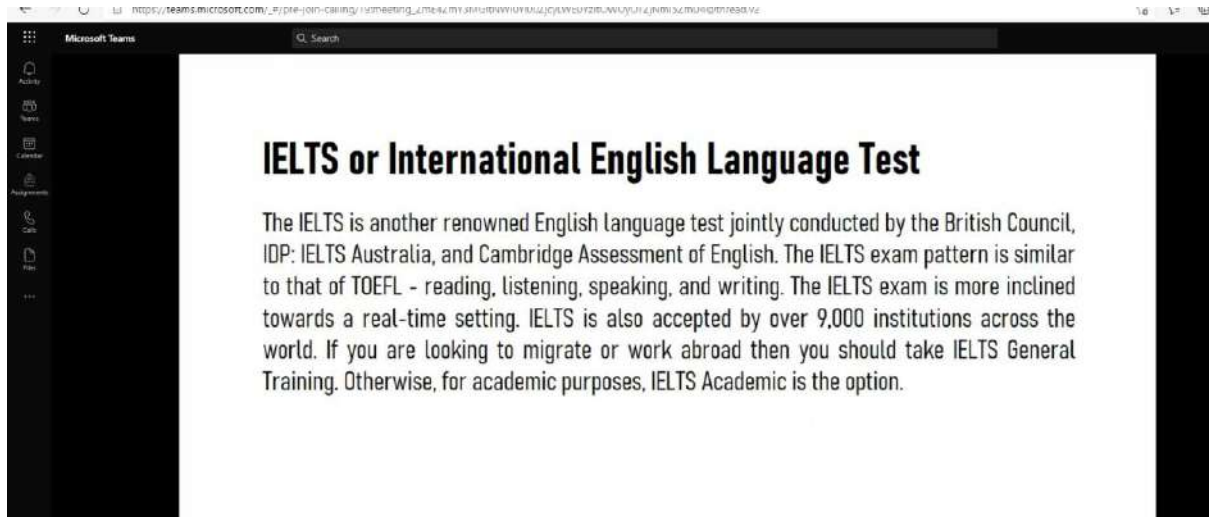 Microsoft Teams
Search
Activity
Teams
Calendar
Assignments
Calls
Files
IELTS or International English Language Test
The IELTS is another renowned English language test jointly conducted by the British Council,
IDP: IELTS Australia, and Cambridge Assessment of English. The IELTS exam pattern is similar
to that of TOEFL - reading, listening, speaking, and writing. The IELTS exam is more inclined
towards a real-time setting. IELTS is also accepted by over 9,000 institutions across the
world. If you are looking to migrate or work abroad then you should take IELTS General
Training. Otherwise, for academic purposes, IELTS Academic is the option.